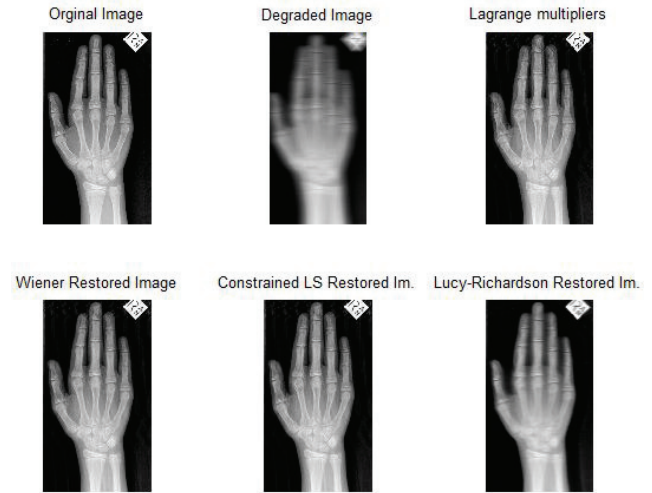 Orginal Image
Degraded Image
Lagrange multipliers
Wiener Restored Image
Constrained LS Restored Im.
Lucy-Richardson Restored Im.